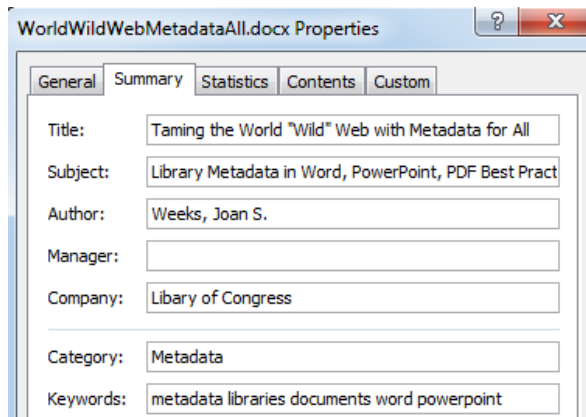 WorldWildWebMetadataAll.docx Properties
General Summary Statistics Contents Custom
Title: Taming the World "Wild" Web with Metadata for All
Subject: Library Metadata in Word, PowerPoint, PDF Best Pract
Author: Weeks, Joan S.
Manager:
Company: Libary of Congress
Category: Metadata
Keywords: metadata libraries documents word powerpoint